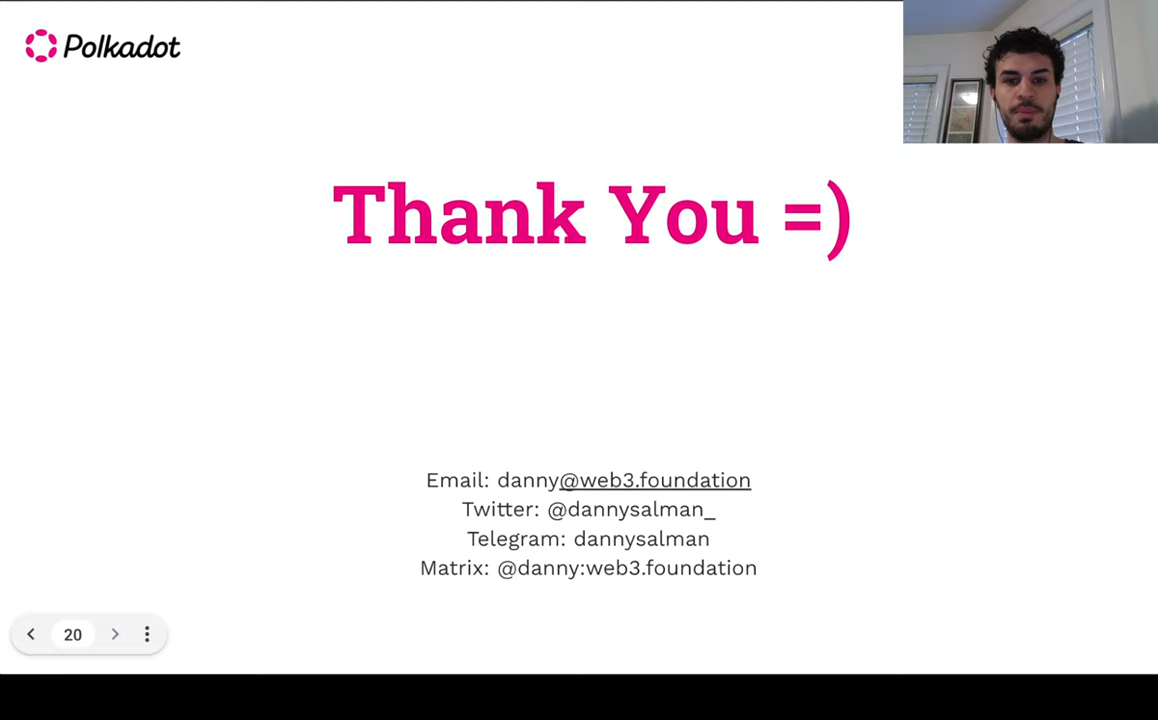 Polkadot
Thank You =)
Email: danny@web3.foundation
Twitter: @dannysalman_
Telegram: dannysalman
Matrix: @danny:web3.foundation
20